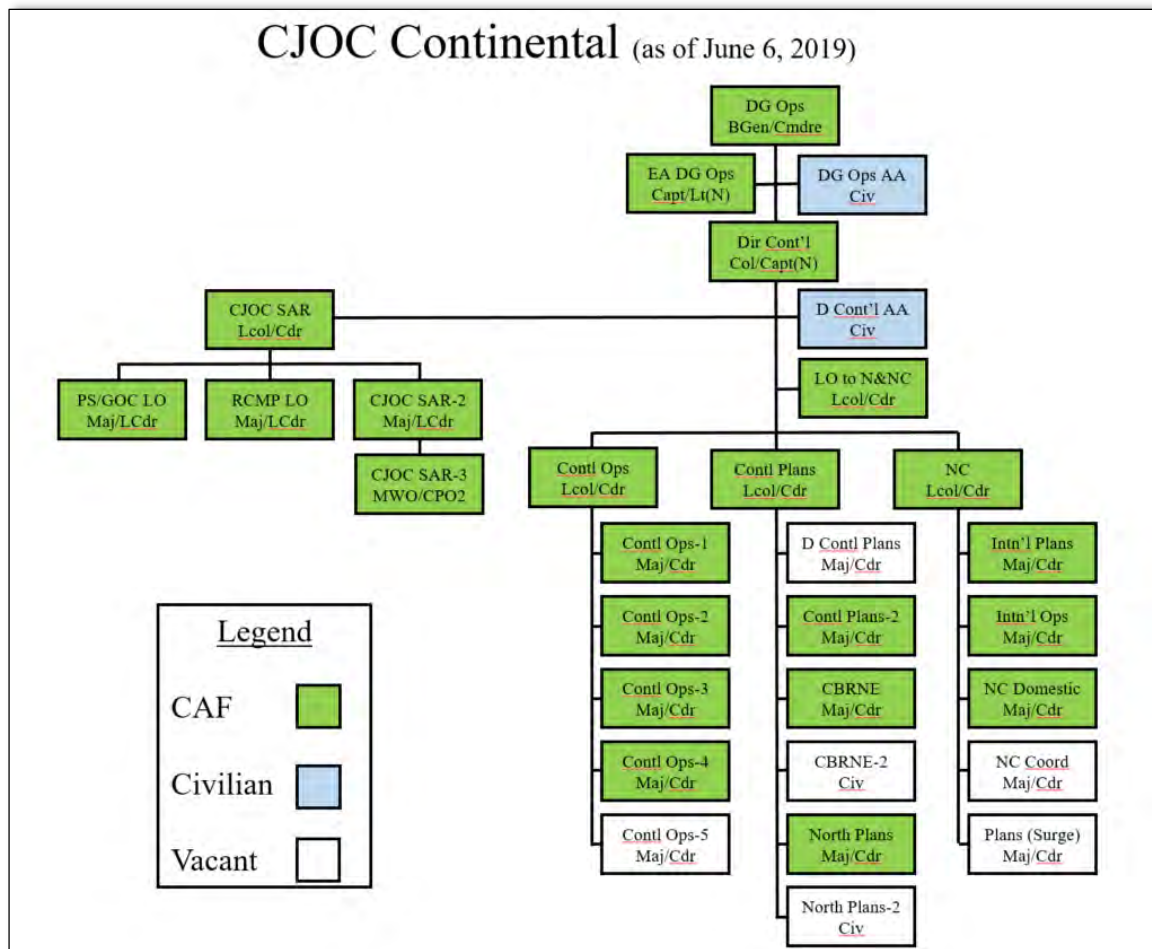 CJOC Continental (as of June 6, 2019)
DG Ops
BGen/Cmdre
EA DG Ops
Capt/Lt(N)
DG Ops AA
Civ
Dir Cont'l
Col/Capt(N)
CJOC SAR
Lcol/Cdr
D Cont'l AA
Civ
PS/GOC LO
Maj/LCdr
RCMP LO
Maj/LCdr
CJOC SAR-2
Maj/LCdr
LO to N&NC
Lcol/Cdr
CJOC SAR-3
MWO/CPO2
Contl Ops
Lcol/Cdr
Contl Plans
Lcol/Cdr
NC
Lcol/Cdr
Contl Ops-1
Maj/Cdr
D Contl Plans
Maj/Cdr
Intn'l Plans
Maj/Cdr
Contl Ops-2
Maj/Cdr
Contl Plans-2
Maj/Cdr
Intn'l Ops
Maj/Cdr
Contl Ops-3
Maj/Cdr
CBRNE
Maj/Cdr
NC Domestic
Maj/Cdr
Contl Ops-4
Maj/Cdr
CBRNE-2
Civ
NC Coord
Maj/Cdr
Contl Ops-5
Maj/Cdr
North Plans
Maj/Cdr
Plans (Surge)
Maj/Cdr
North Plans-2
Civ
Legend
CAF
Civilian
Vacant